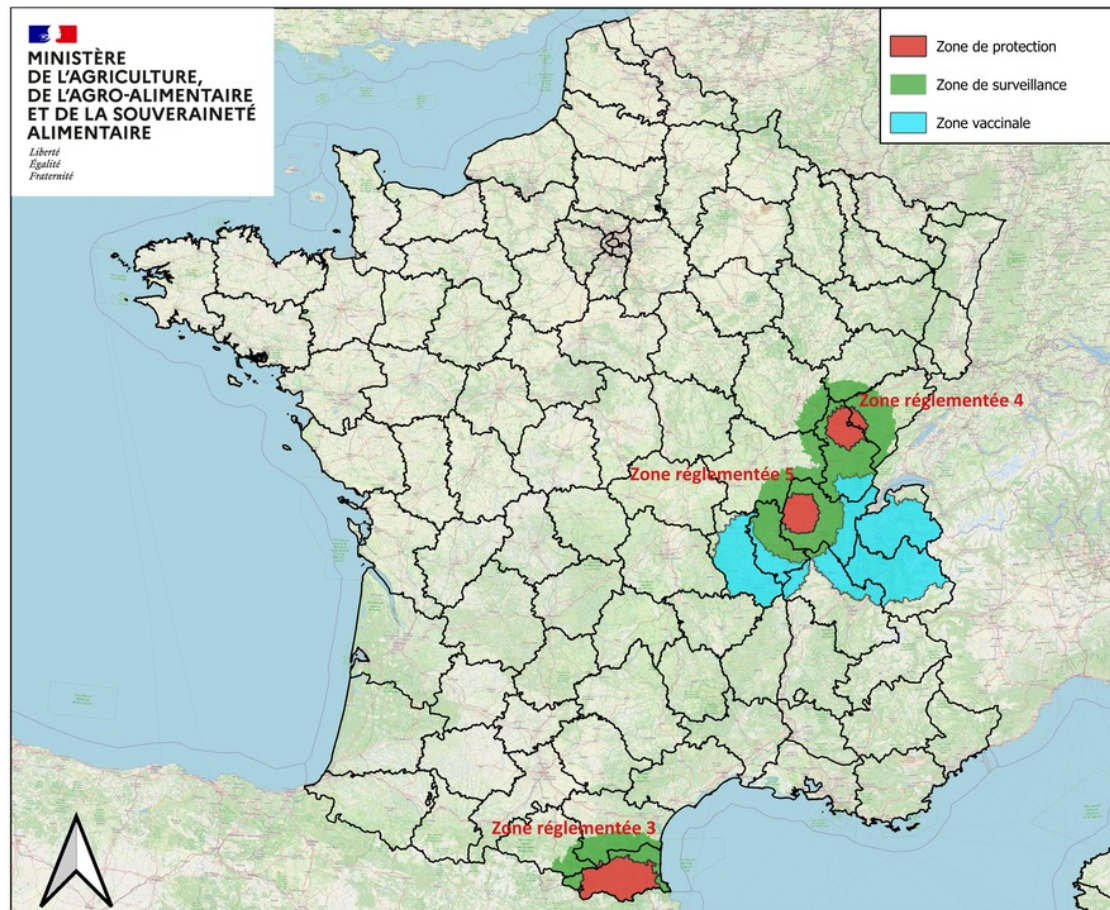 MINISTÈRE
DE L'AGRICULTURE,
DE L'AGRO-ALIMENTAIRE
ET DE LA SOUVERAINETÉ
ALIMENTAIRE
Liberté
Égalité
Fraternité
Zone de protection
Zone de surveillance
Zone vaccinale
Zone réglementée 4
Zone réglementée 5
Zone réglementée 3